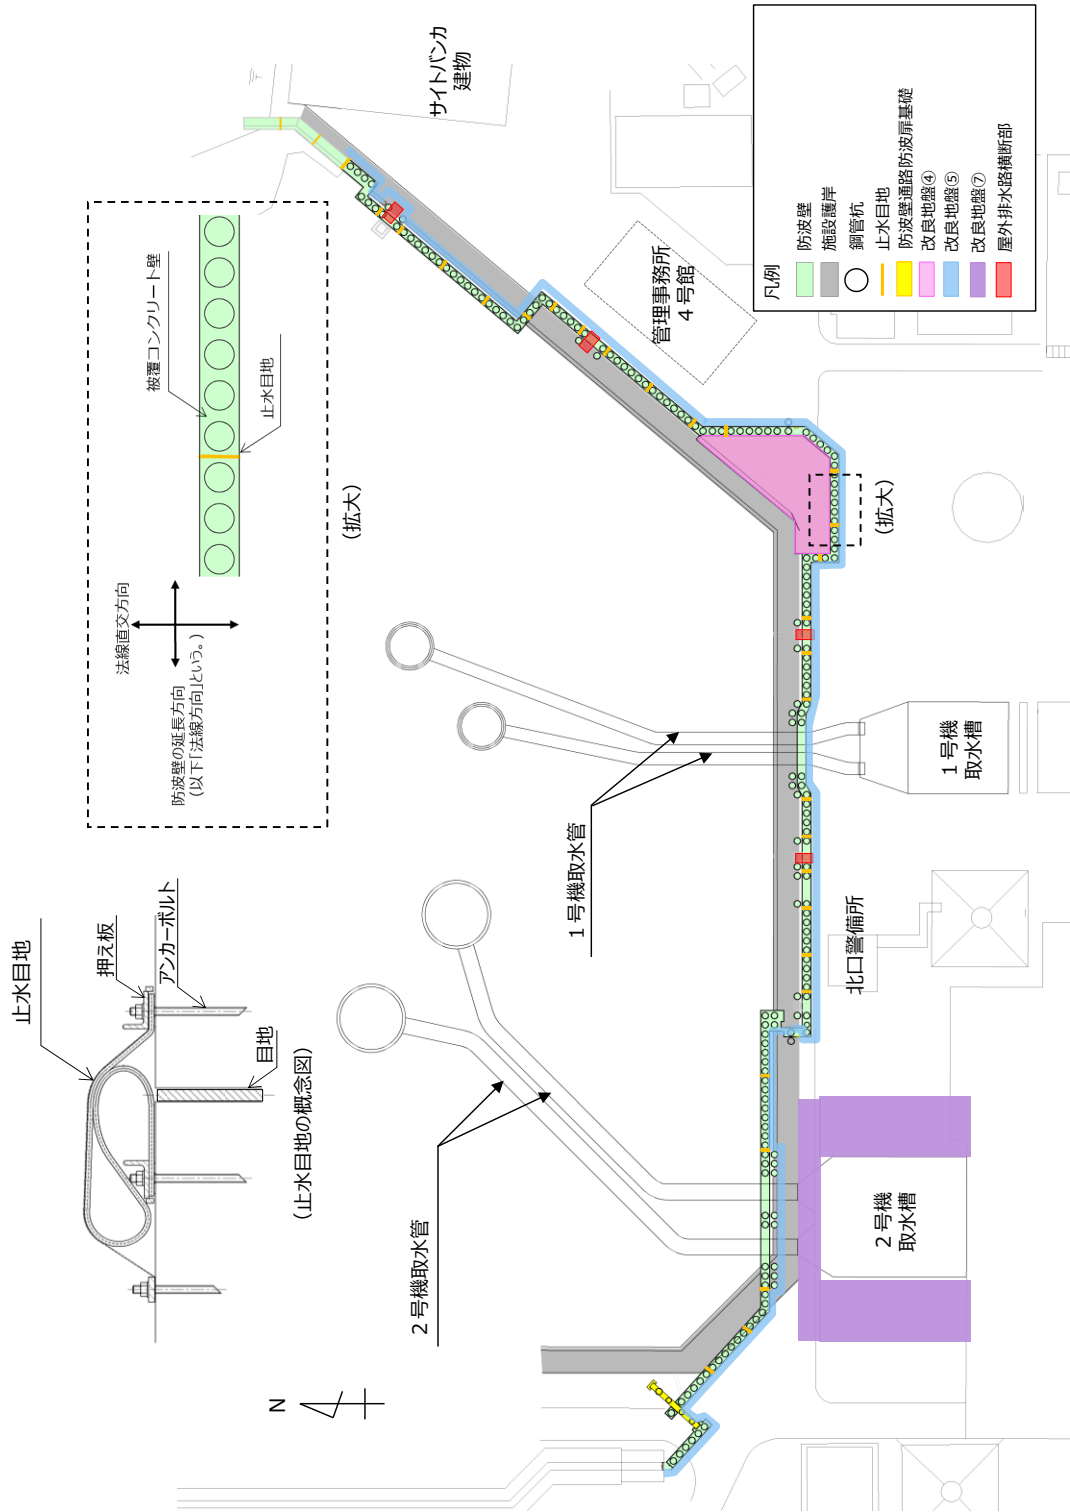 止水目地
押え板
アンカーボルト
目地
(止水目地の概念図)
法線直交方向
防波壁の延長方向
(以下「法線方向」という。)
被覆コンクリート壁
止水目地
(拡大)
サイトバンカ
建物
管理事務所
4号館
(拡大)
1号機取水管
2号機取水管
1号機
取水槽
北口警備所
2号機
取水槽
N
凡例
防波壁
施設護岸
鋼管杭
止水目地
防波壁通路防波扉基礎
改良地盤④
改良地盤⑤
改良地盤⑦
屋外排水路横断部